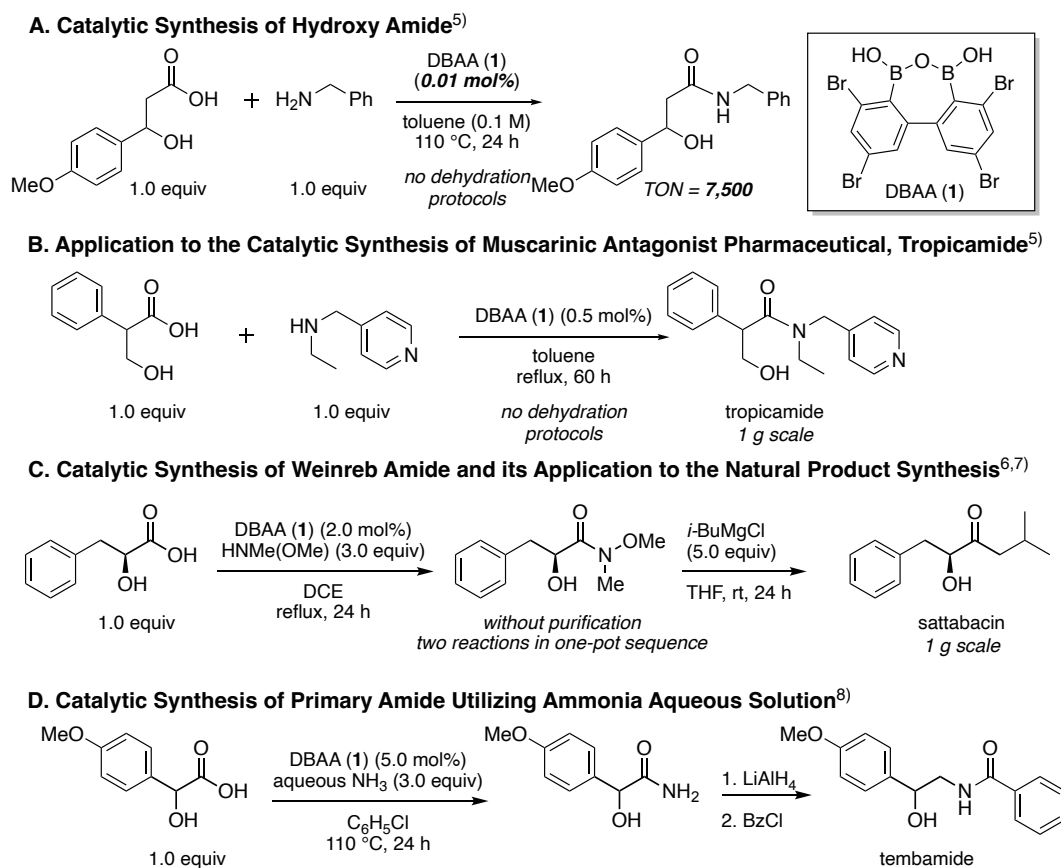 A. Catalytic Synthesis of Hydroxy Amide5)
O
OH
OH
MeO
1.0 equiv
+
H2N Ph
1.0 equiv
DBAA (1)
(0.01 mol%)
toluene (0.1 M)
110 °C, 24 h
no dehydration
protocols
O
N
H
Ph
OH
MeO
TON = 7,500
HO O OH
B B
Br Br
Br Br
DBAA (1)
B. Application to the Catalytic Synthesis of Muscarinic Antagonist Pharmaceutical, Tropicamide5)
O
OH
OH
1.0 equiv
+
HN
N
1.0 equiv
DBAA (1) (0.5 mol%)
toluene
reflux, 60 h
no dehydration
protocols
O
N
N
OH
tropicamide
1 g scale
C. Catalytic Synthesis of Weinreb Amide and its Application to the Natural Product Synthesis6,7)
O
OH
OH
1.0 equiv
DBAA (1) (2.0 mol%)
HNMe(OMe) (3.0 equiv)
DCE
reflux, 24 h
O
N OMe
OH Me
without purification
two reactions in one-pot sequence
i-BuMgCl
(5.0 equiv)
THF, rt, 24 h
O
OH
sattabacin
1 g scale
D. Catalytic Synthesis of Primary Amide Utilizing Ammonia Aqueous Solution8)
MeO
O
OH
OH
1.0 equiv
DBAA (1) (5.0 mol%)
aqueous NH3 (3.0 equiv)
C6H5Cl
110 °C, 24 h
MeO
O
NH2
OH
1. LiAlH4
2. BzCl
MeO
O
N
H
OH
tembamide